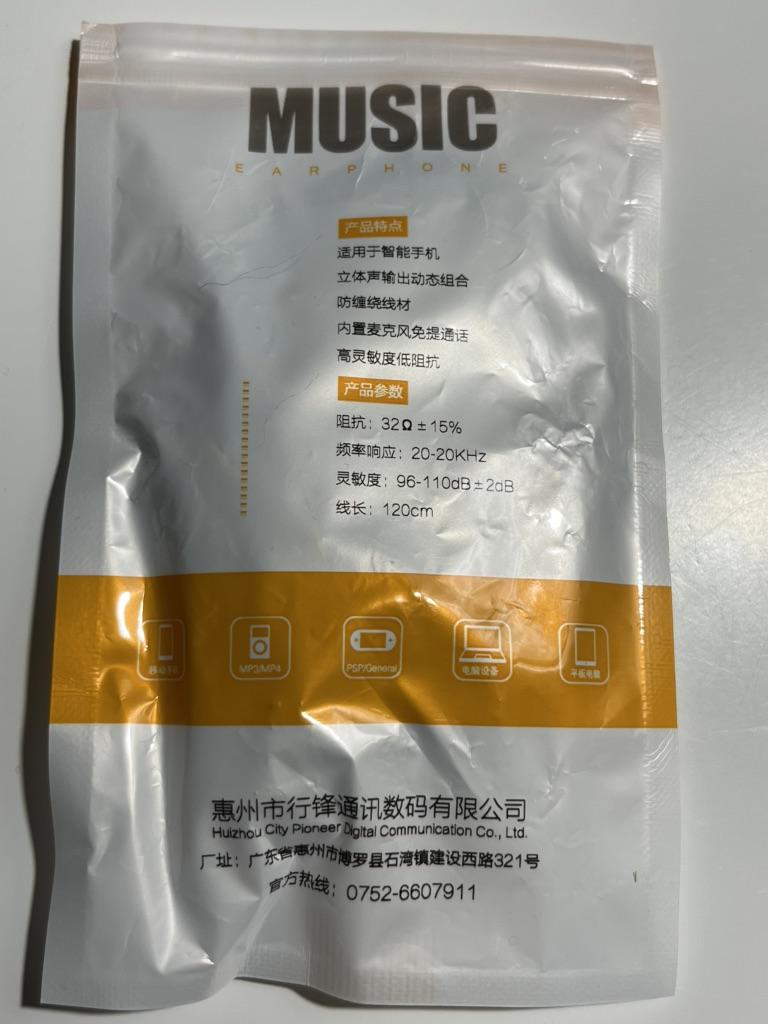 MUSIC
EARPHONE
产品特点
适用于智能手机
立体声输出动态组合
防缠绕线材
内置麦克风免提通话
高灵敏度低阻抗
产品参数
阻抗：32Ω±15%
频率响应：20-20KHz
灵敏度：96-110dB±2dB
线长：120cm
移动手机
MP3/MP4
PSP/General
电脑设备
平板电脑
惠州市行锋通讯数码有限公司
Huizhou City Pioneer Digital Communication Co., Ltd.
厂址：广东省惠州市博罗县石湾镇建设西路321号
官方热线：0752-6607911